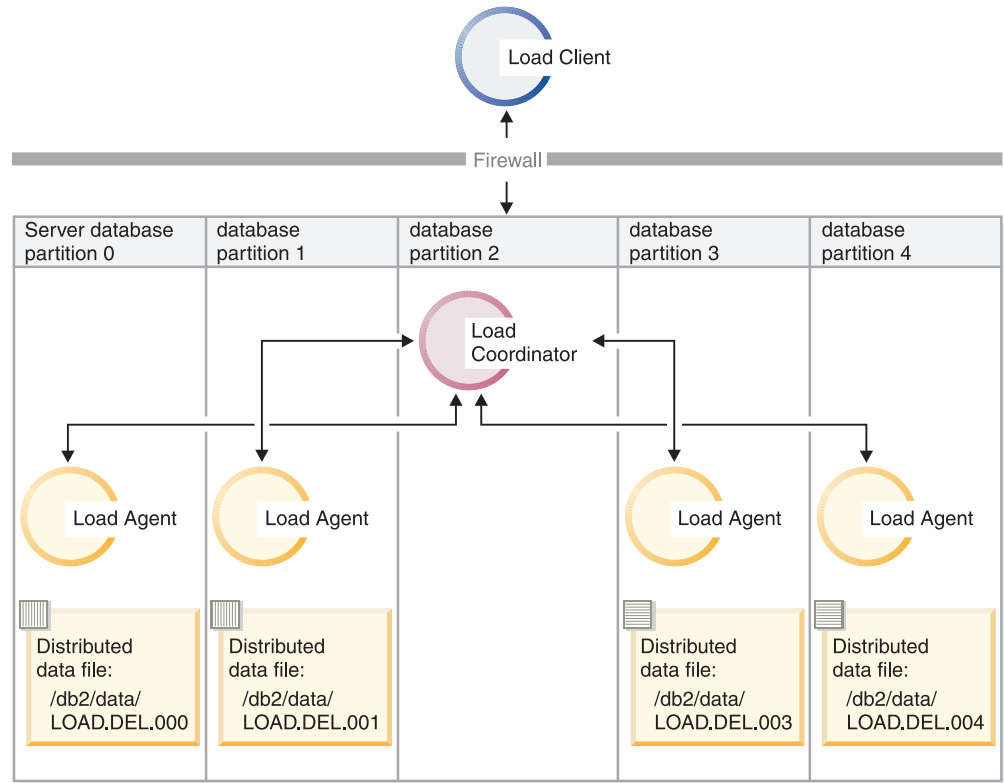 Load Client
Firewall
Server database
partition 0
database
partition 1
database
partition 2
database
partition 3
database
partition 4
Load
Coordinator
Load Agent
Load Agent
Load Agent
Load Agent
Distributed
data file:
/db2/data/
LOAD.DEL.000
Distributed
data file:
/db2/data/
LOAD.DEL.001
Distributed
data file:
/db2/data/
LOAD.DEL.003
Distributed
data file:
/db2/data/
LOAD.DEL.004